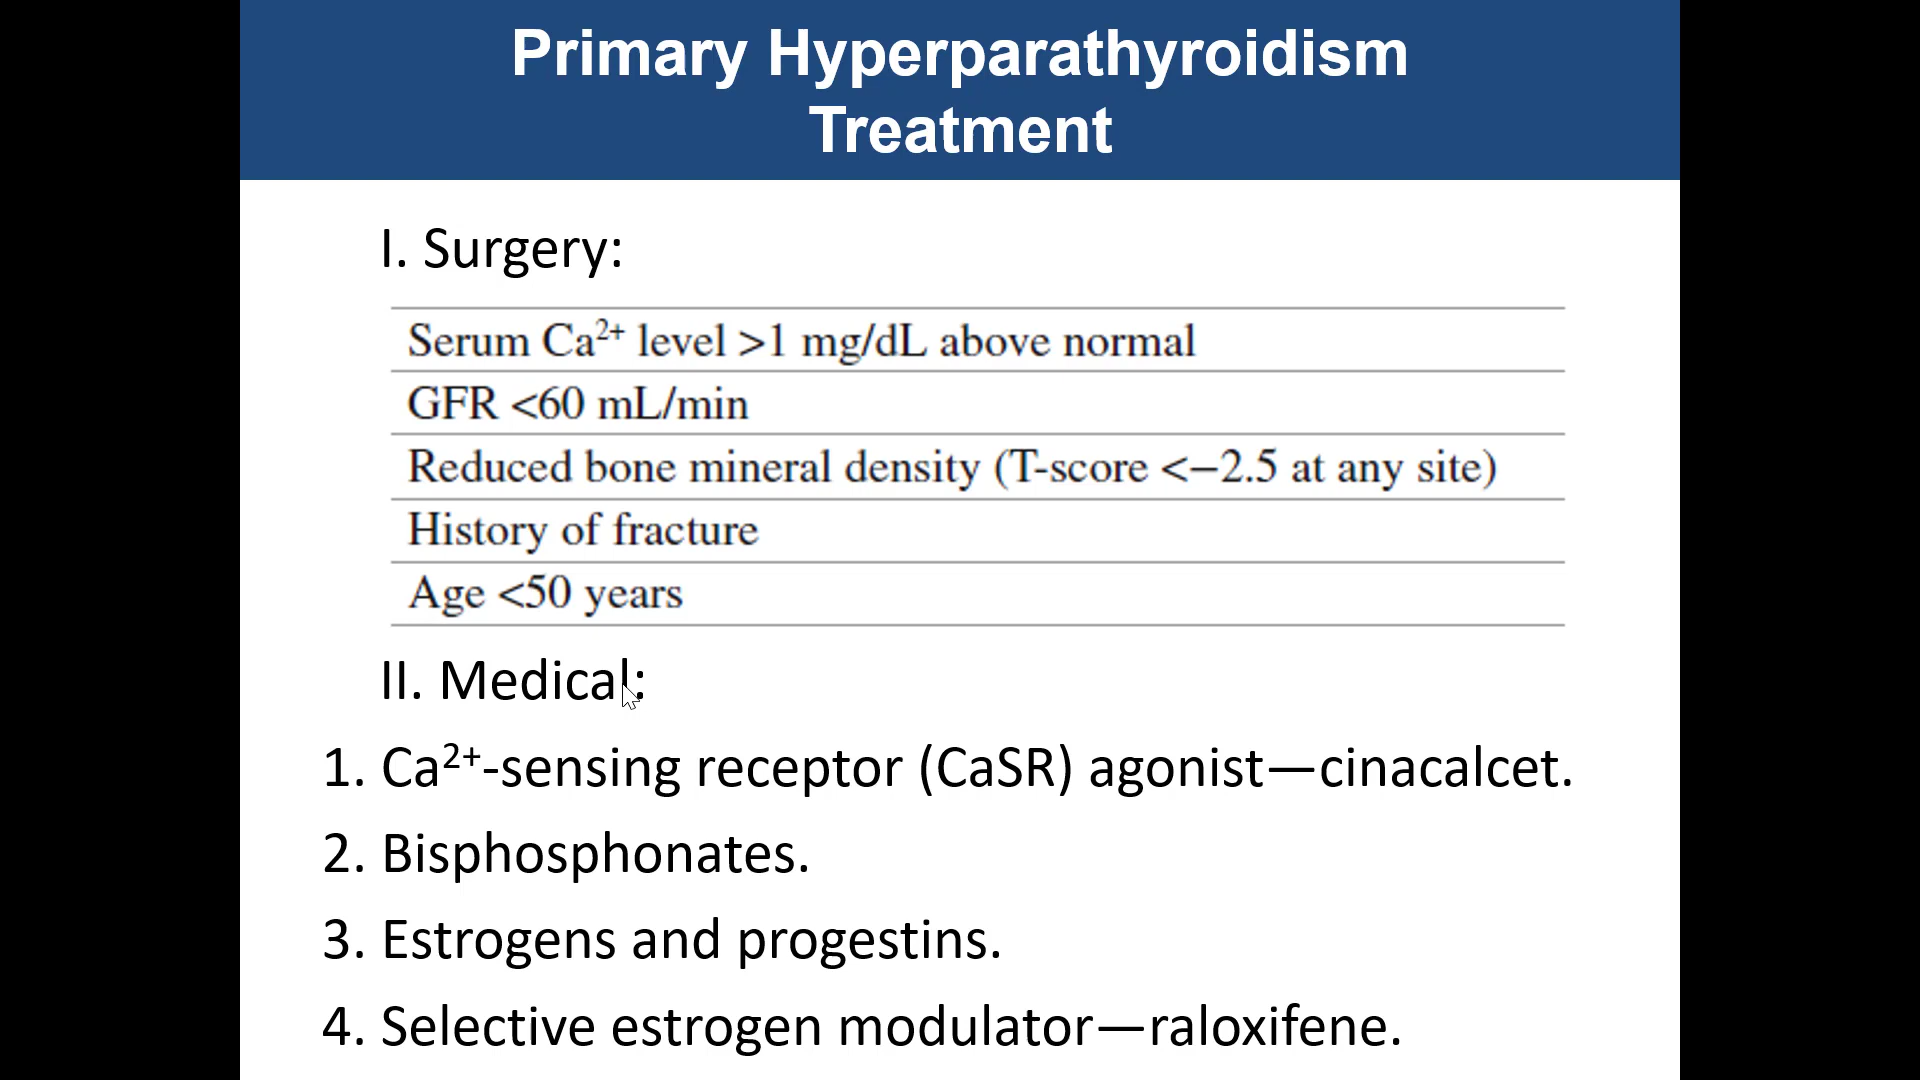 Primary Hyperparathyroidism
Treatment
I. Surgery:
Serum Ca²⁺ level >1 mg/dL above normal
GFR <60 mL/min
Reduced bone mineral density (T-score <−2.5 at any site)
History of fracture
Age <50 years
II. Medical:
1. Ca²⁺-sensing receptor (CaSR) agonist—cinacalcet.
2. Bisphosphonates.
3. Estrogens and progestins.
4. Selective estrogen modulator—raloxifene.